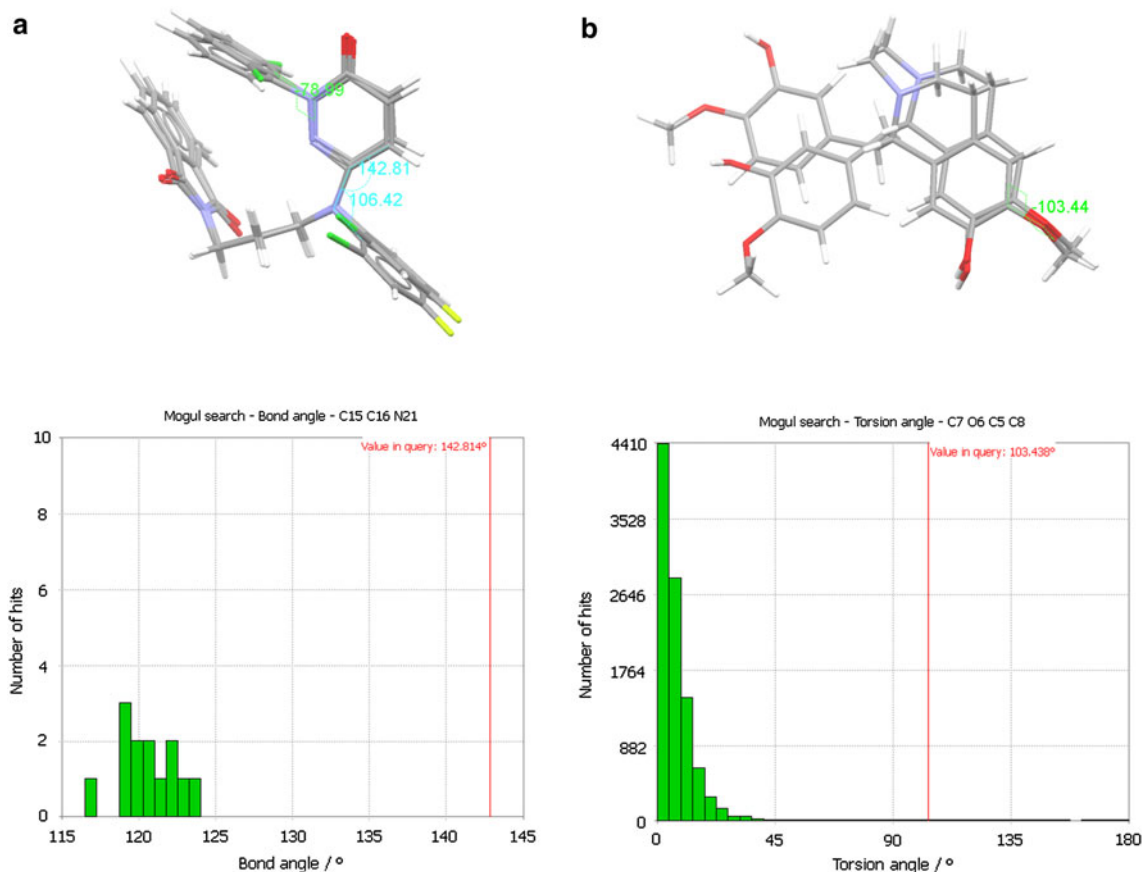 a
b
78.99
142.81
106.42
-103.44
Mogul search - Bond angle - C15 C16 N21
Value in query: 142.814°
Number of hits
10
8
6
4
2
0
115 120 125 130 135 140 145
Bond angle / °
Mogul search - Torsion angle - C7 O6 C5 C8
Value in query: 103.438°
Number of hits
4410
3528
2646
1764
882
0
0 45 90 135 180
Torsion angle / °